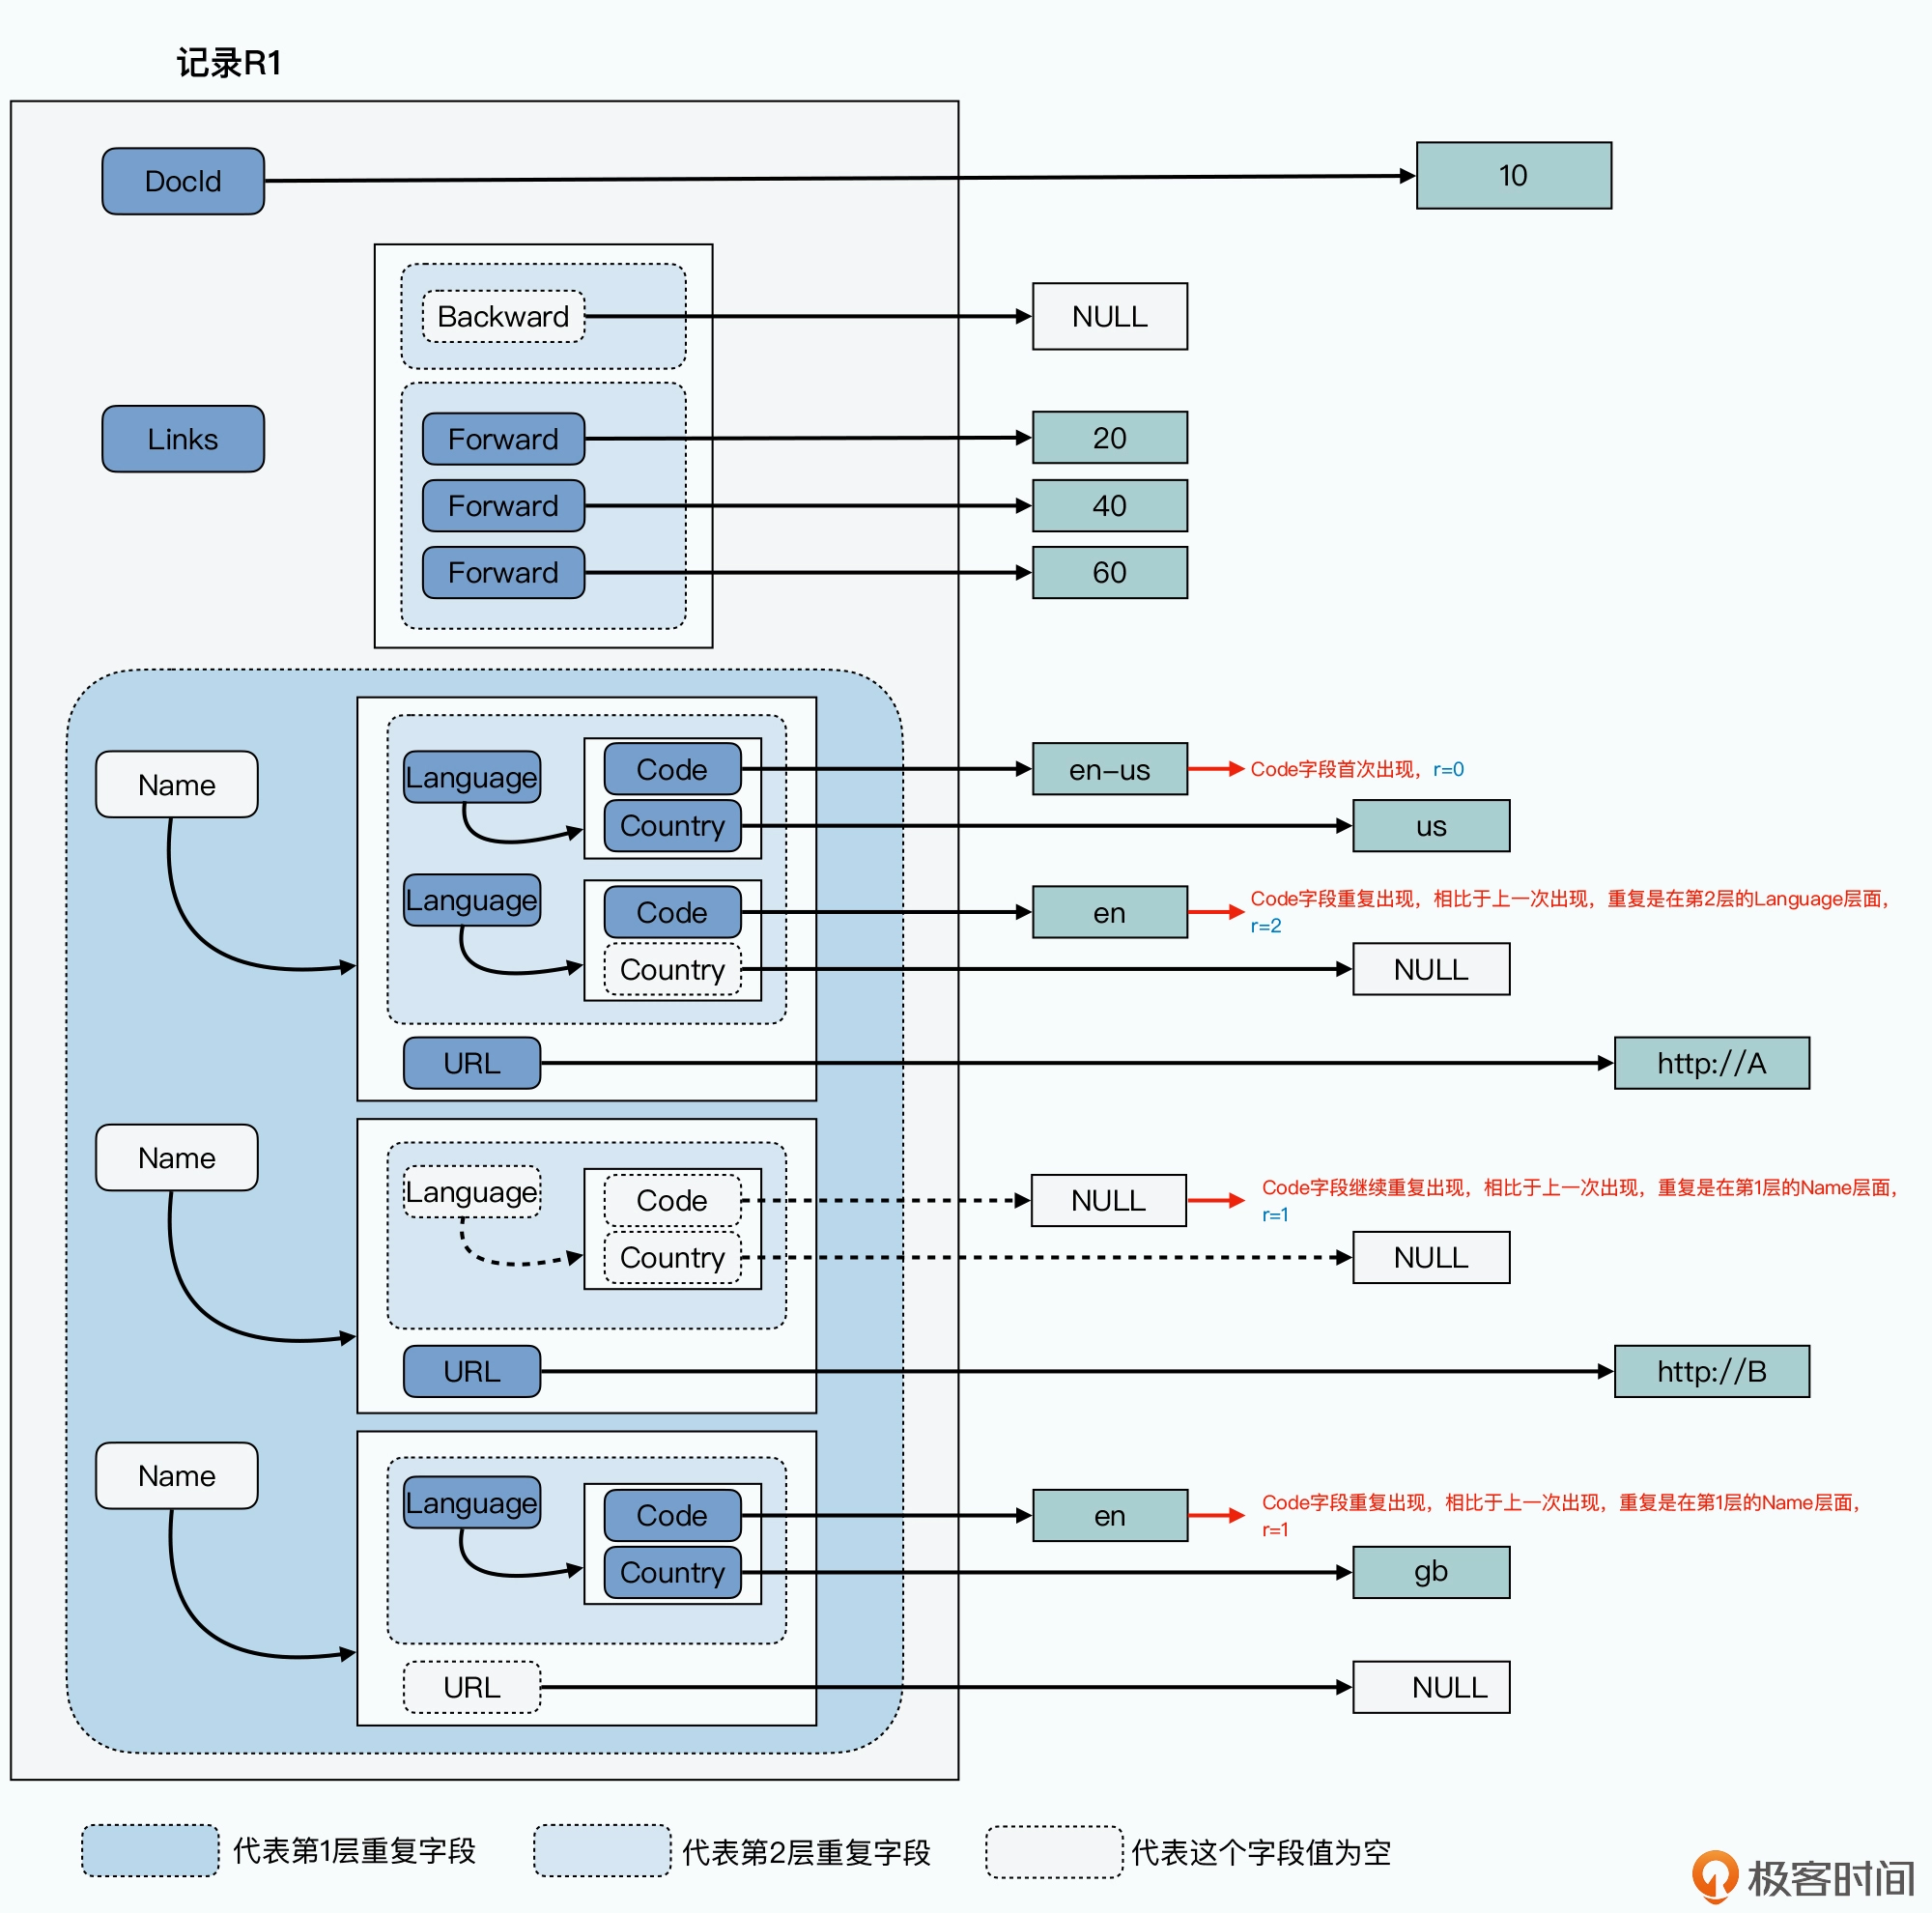 记录R1
DocId
10
Backward
NULL
Links
Forward
20
Forward
40
Forward
60
Name
Language
Code
en-us
Code字段首次出现，r=0
Country
us
Language
Code
en
Code字段重复出现，相比于上一次出现，重复是在第2层的Language层面，
r=2
Country
NULL
URL
http://A
Name
Language
Code
NULL
Code字段继续重复出现，相比于上一次出现，重复是在第1层的Name层面，
r=1
Country
NULL
URL
http://B
Name
Language
Code
en
Code字段重复出现，相比于上一次出现，重复是在第1层的Name层面，
r=1
Country
gb
URL
NULL
代表第1层重复字段
代表第2层重复字段
代表这个字段值为空
极客时间